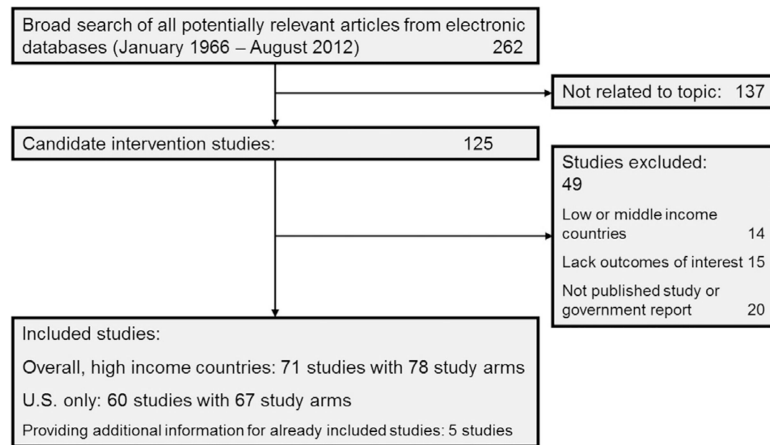 Broad search of all potentially relevant articles from electronic
databases (January 1966 – August 2012) 262
Not related to topic: 137
Candidate intervention studies: 125
Studies excluded:
49
Low or middle income
countries 14
Lack outcomes of interest 15
Not published study or
government report 20
Included studies:
Overall, high income countries: 71 studies with 78 study arms
U.S. only: 60 studies with 67 study arms
Providing additional information for already included studies: 5 studies